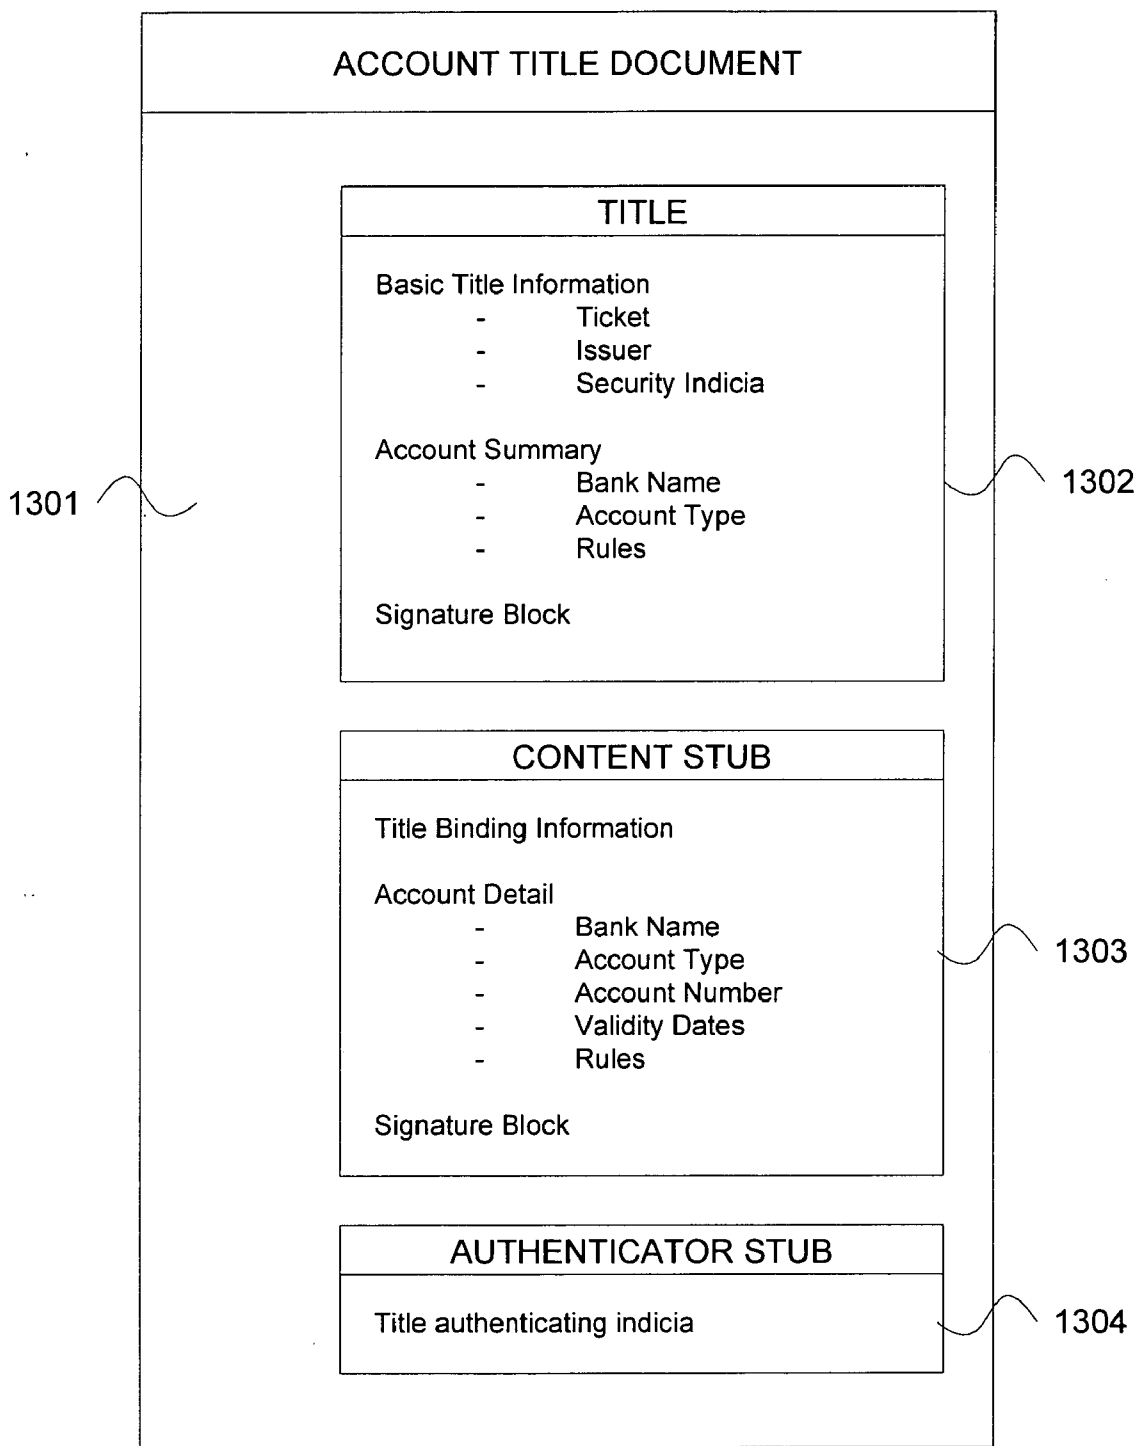 ACCOUNT TITLE DOCUMENT
TITLE
Basic Title Information
- Ticket
- Issuer
- Security Indicia
Account Summary
- Bank Name
- Account Type
- Rules
Signature Block
1301
1302
CONTENT STUB
Title Binding Information
Account Detail
- Bank Name
- Account Type
- Account Number
- Validity Dates
- Rules
Signature Block
1303
AUTHENTICATOR STUB
Title authenticating indicia
1304